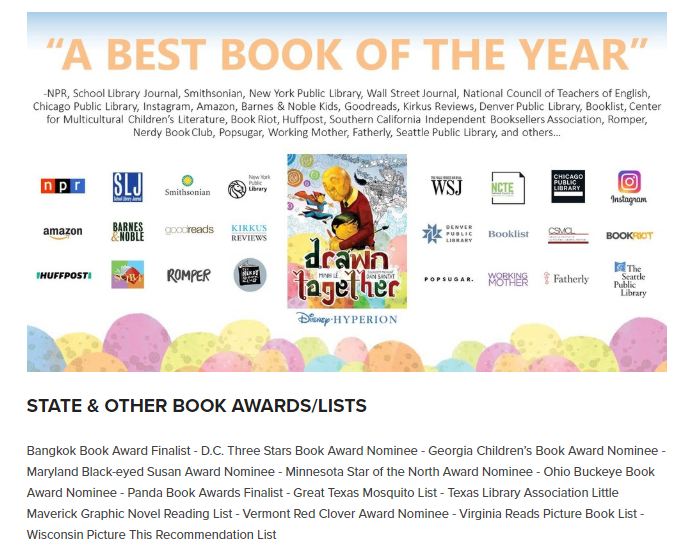 “A BEST BOOK OF THE YEAR”
-NPR, School Library Journal, Smithsonian, New York Public Library, Wall Street Journal, National Council of Teachers of English,
Chicago Public Library, Instagram, Amazon, Barnes & Noble Kids, Goodreads, Kirkus Reviews, Denver Public Library, Booklist, Center
for Multicultural Children’s Literature, Book Riot, Huffpost, Southern California Independent Booksellers Association, Romper,
Nerdy Book Club, Popsugar, Working Mother, Fatherly, Seattle Public Library, and others...
npr
SLJ
School Library Journal
Smithsonian
New York
Public
Library
THE WALL STREET JOURNAL
WSJ
NCTE
CHICAGO
PUBLIC
LIBRARY
Instagram
amazon
BARNES
&NOBLE
goodreads
KIRKUS
REVIEWS
DENVER
PUBLIC
LIBRARY
Booklist
CSMCL
BOOKRIOT
HUFFPOST
ROMPER
POPSUGAR.
WORKING
MOTHER
Fatherly
The
Seattle
Public
Library
drawn
together
MINH LÊ
DAN SANTAT
Disney·HYPERION
STATE & OTHER BOOK AWARDS/LISTS
Bangkok Book Award Finalist - D.C. Three Stars Book Award Nominee - Georgia Children’s Book Award Nominee -
Maryland Black-eyed Susan Award Nominee - Minnesota Star of the North Award Nominee - Ohio Buckeye Book
Award Nominee - Panda Book Awards Finalist - Great Texas Mosquito List - Texas Library Association Little
Maverick Graphic Novel Reading List - Vermont Red Clover Award Nominee - Virginia Reads Picture Book List -
Wisconsin Picture This Recommendation List